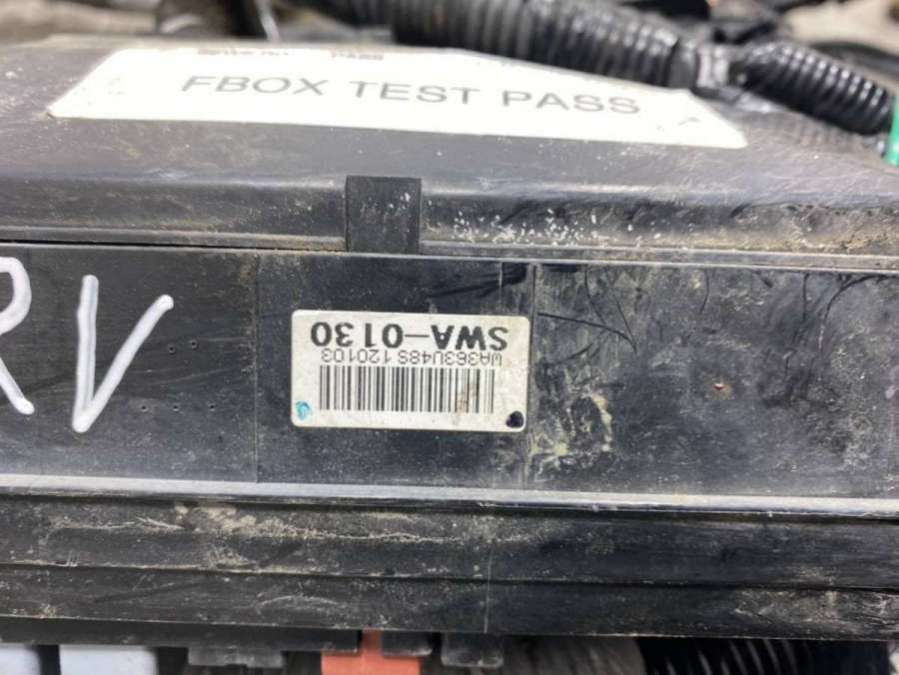 FBOX TEST PASS
RV
SWA-0130
WA363U48S 120103